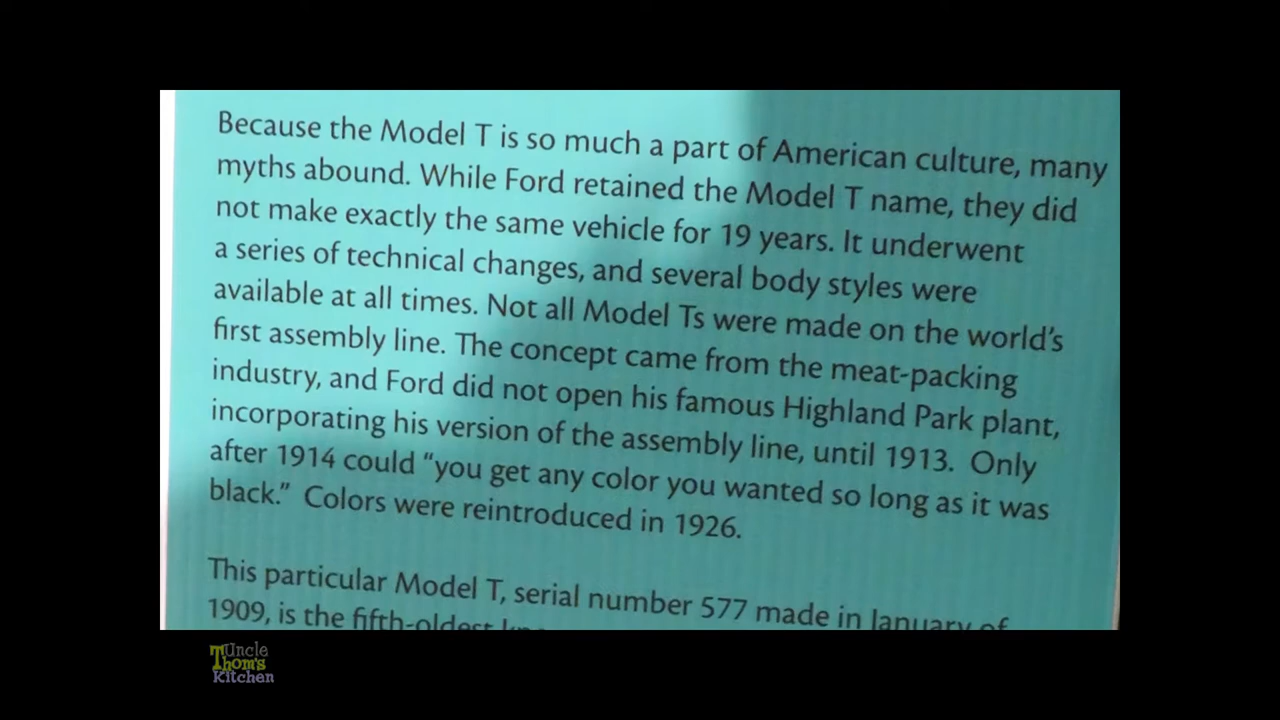 Because the Model T is so much a part of American culture, many
myths abound. While Ford retained the Model T name, they did
not make exactly the same vehicle for 19 years. It underwent
a series of technical changes, and several body styles were
available at all times. Not all Model Ts were made on the world's
first assembly line. The concept came from the meat-packing
industry, and Ford did not open his famous Highland Park plant,
incorporating his version of the assembly line, until 1913.  Only
after 1914 could “you get any color you wanted so long as it was
black.”  Colors were reintroduced in 1926.
This particular Model T, serial number 577 made in January of
1909, is the fifth-oldest
Uncle
Thom's
Kitchen